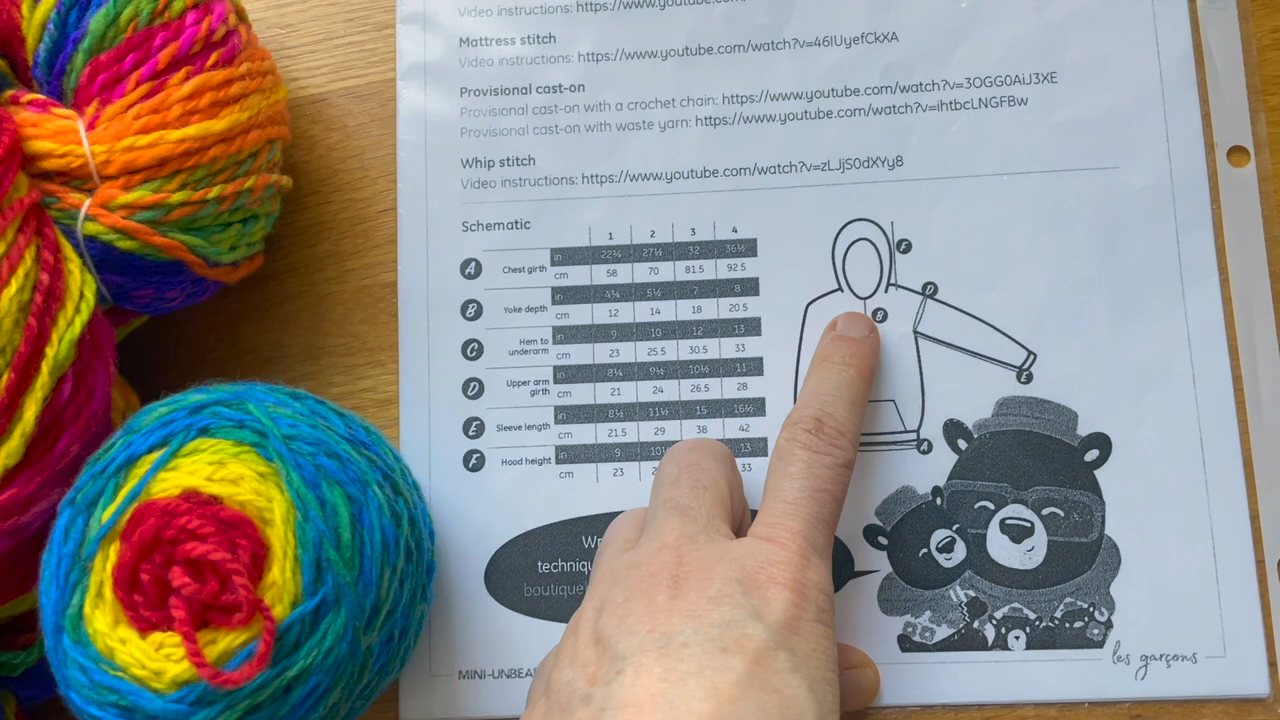 Video instructions: https://www.youtube.com/
Mattress stitch
Video instructions: https://www.youtube.com/watch?v=46IUyefCkXA
Provisional cast-on
Provisional cast-on with a crochet chain: https://www.youtube.com/watch?v=3OGG0AiJ3XE
Provisional cast-on with waste yarn: https://www.youtube.com/watch?v=ihtbcLNGFBw
Whip stitch
Video instructions: https://www.youtube.com/watch?v=zLJjS0dXYy8
Schematic
1 2 3 4
A Chest girth in 22¾ 27½ 32 36½
cm 58 70 81.5 92.5
B Yoke depth in 4¾ 5½ 7 8
cm 12 14 18 20.5
C Hem to underarm in 9 10 12 13
cm 23 25.5 30.5 33
D Upper arm girth in 8¼ 9½ 10½ 11
cm 21 24 26.5 28
E Sleeve length in 8½ 11½ 15 16½
cm 21.5 29 38 42
F Hood height in 9 13
cm 23 33
F
D
B
E
A
techniqu
boutique
MINI-UNBEA
les garçons